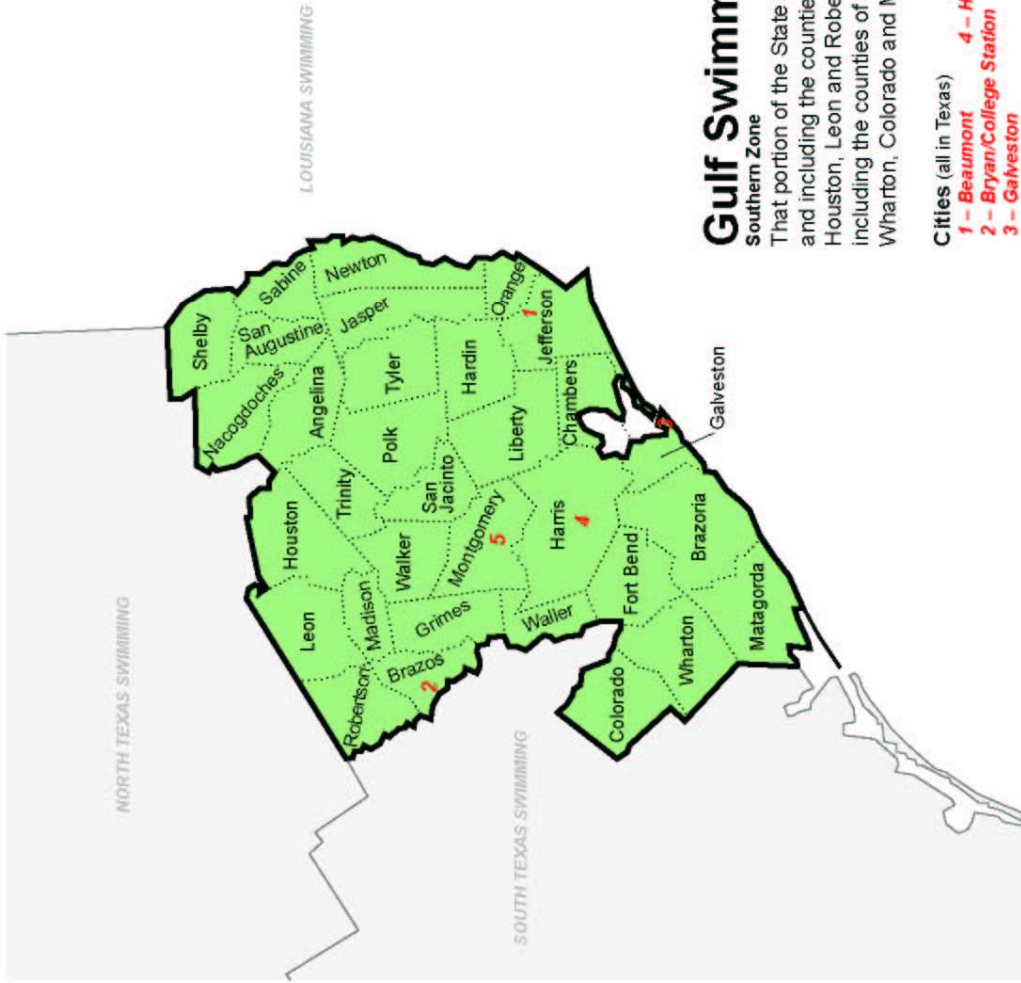 NORTH TEXAS SWIMMING
LOUISIANA SWIMMING
SOUTH TEXAS SWIMMING
Shelby
Sabine
San
Augustine
Newton
Nacogdoches
Angelina
Jasper
Houston
Trinity
Polk
Tyler
Leon
Madison
Walker
San
Jacinto
Hardin
Orange
Robertson
Brazos
2
Grimes
Montgomery
5
Liberty
Jefferson
1
Chambers
Waller
Harris
4
Colorado
Fort Bend
3
Galveston
Wharton
Brazoria
Matagorda
Gulf Swimm
Southern Zone
That portion of the State
and including the countie
Houston, Leon and Robe
including the counties of
Wharton, Colorado and M
Cities (all in Texas)
1 – Beaumont 4 – H
2 – Bryan/College Station
3 – Galveston